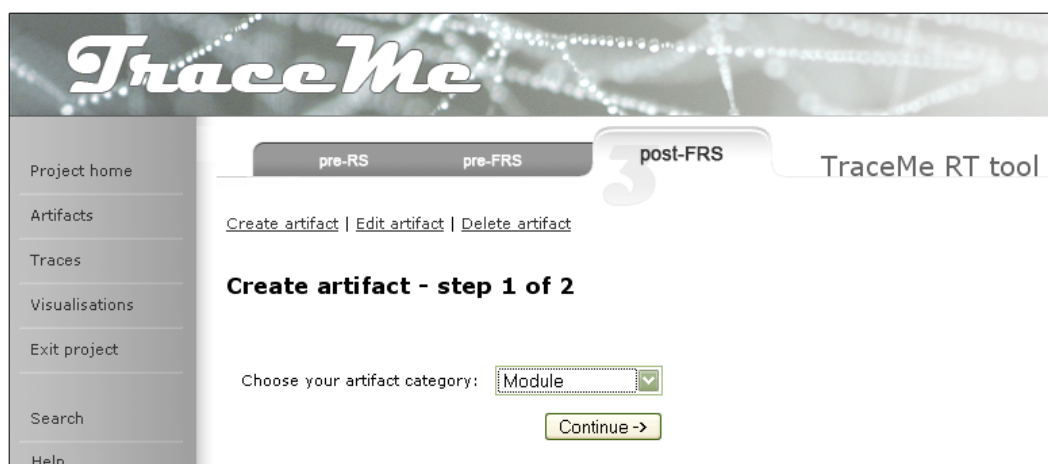 TraceMe
pre-RS
pre-FRS
3
post-FRS
TraceMe RT tool
Project home
Artifacts
Traces
Visualisations
Exit project
Search
Help
Create artifact | Edit artifact | Delete artifact
Create artifact - step 1 of 2
Choose your artifact category:
Module
Continue ->